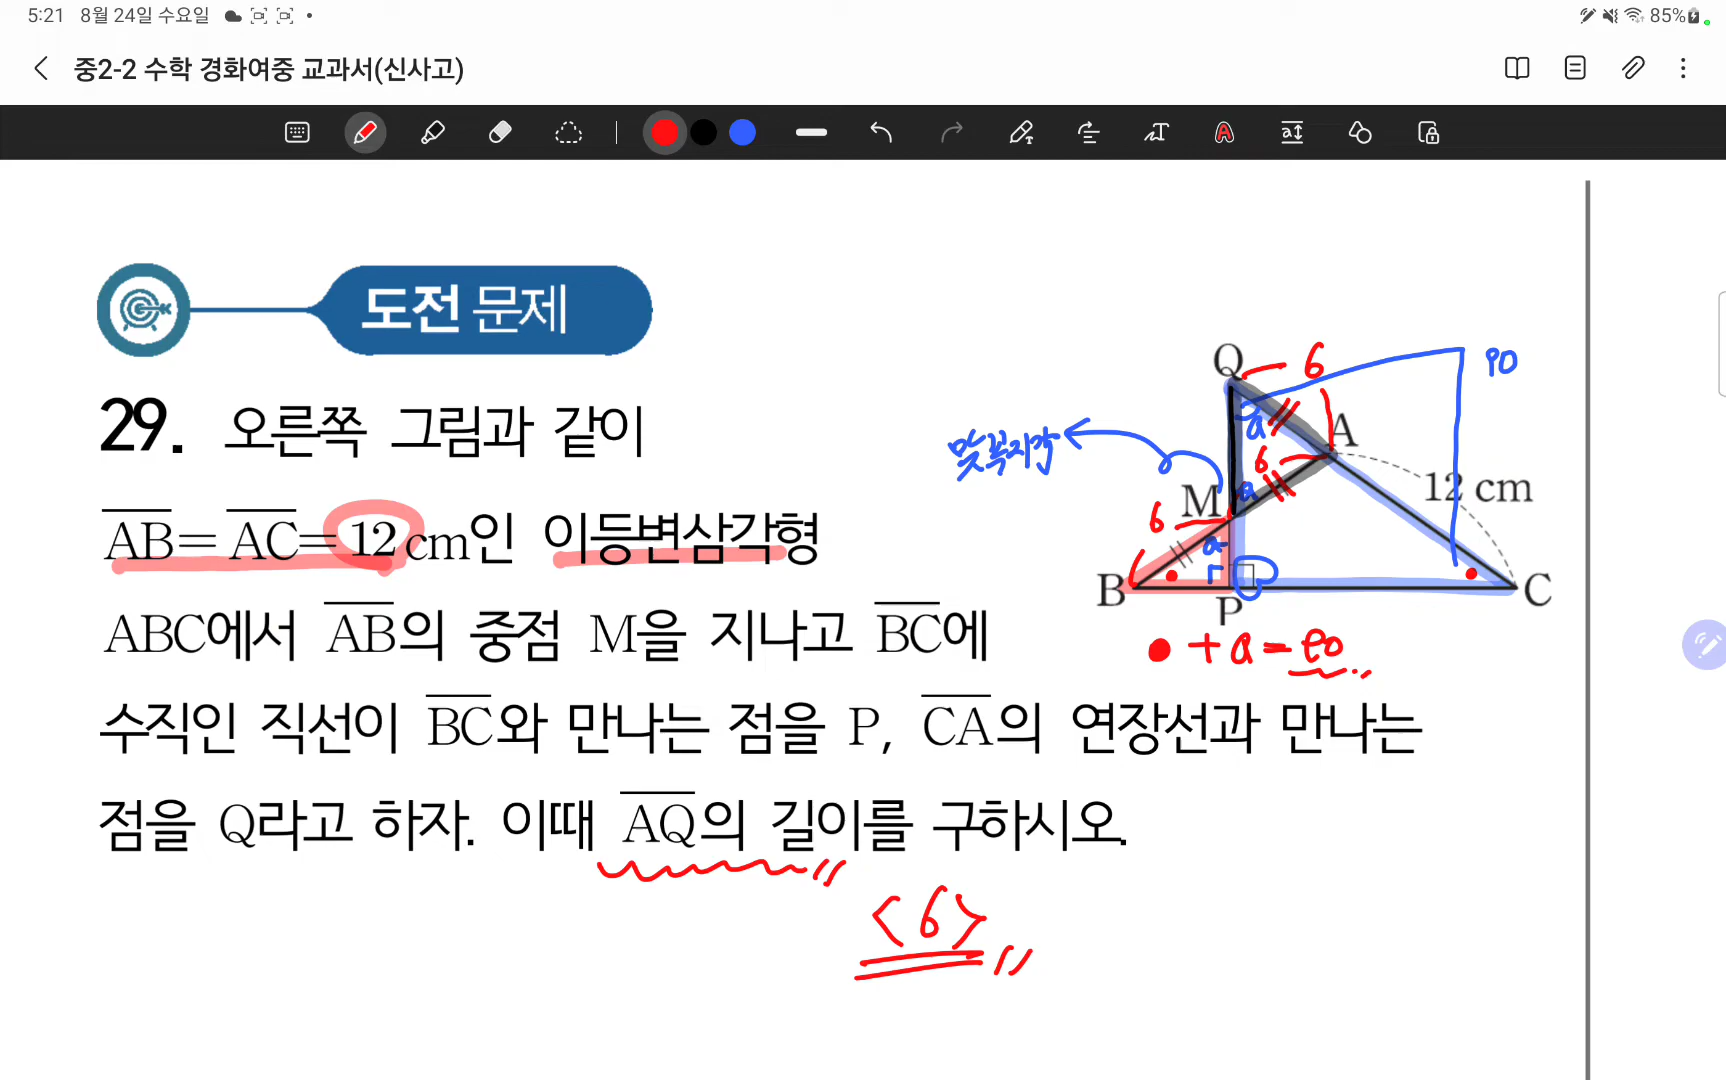 5:21 8월 24일 수요일
85%
중2-2 수학 경화여중 교과서(신사고)
도전 문제
29. 오른쪽 그림과 같이
AB=AC=12cm인 이등변삼각형
ABC에서 AB의 중점 M을 지나고 BC에
수직인 직선이 BC와 만나는 점을 P, CA의 연장선과 만나는
점을 Q라고 하자. 이때 AQ의 길이를 구하시오.
<6>
Q
6
90
a
A
맞꼭지각
6
12 cm
M
a
6
a
B
P
C
● + a = 90